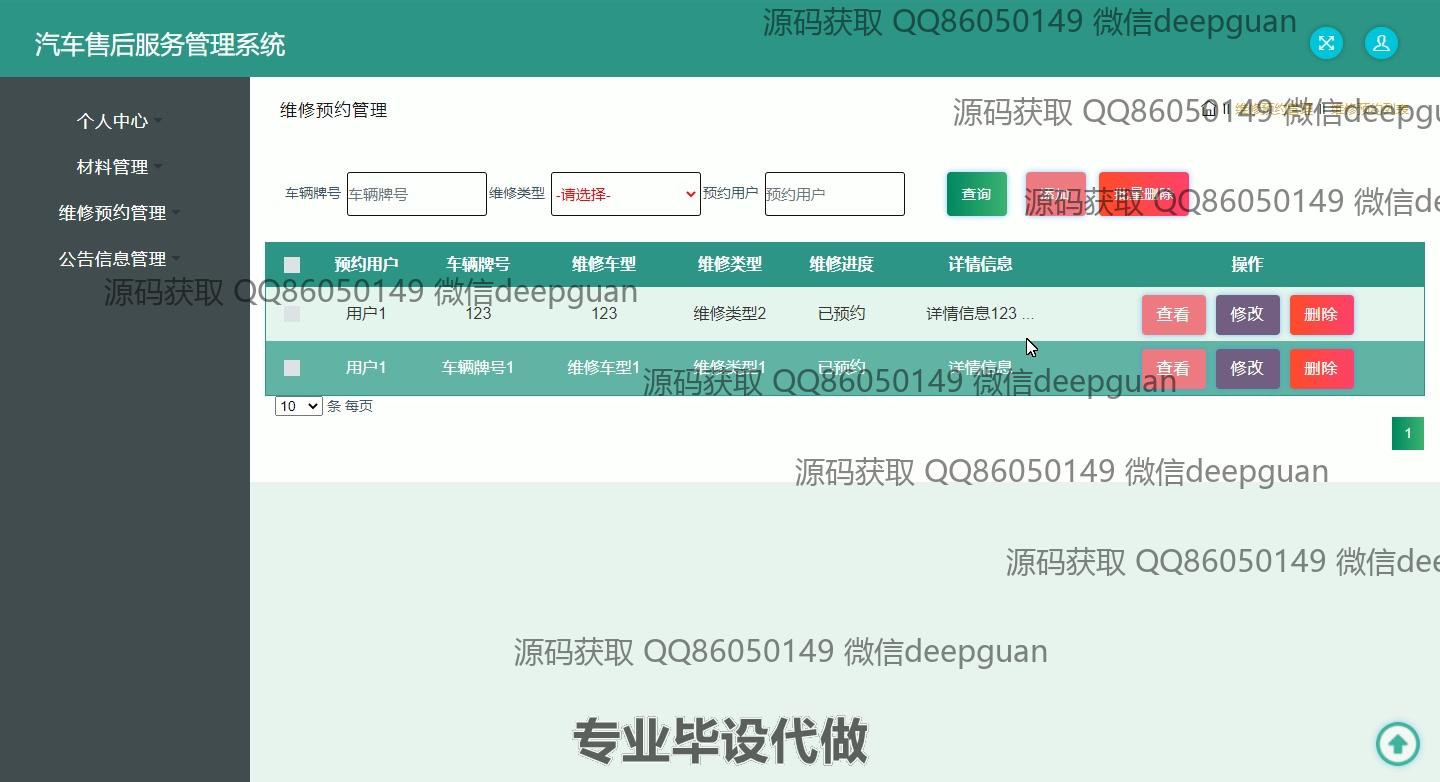 源码获取 QQ86050149 微信deepguan
汽车售后服务管理系统
维修预约管理
源码获取 QQ86050149 微信deepgu
维修预约管理 // 维修预约列表
个人中心
材料管理
维修预约管理
公告信息管理
车辆牌号 车辆牌号 维修类型 -请选择- 预约用户 预约用户 查询 添加 批量删除
源码获取 QQ86050149 微信de
预约用户 车辆牌号 维修车型 维修类型 维修进度 详情信息 操作
源码获取 QQ86050149 微信deepguan
用户1 123 123 维修类型2 已预约 详情信息123 ... 查看 修改 删除
用户1 车辆牌号1 维修车型1 维修类型1 已预约 详情信息 查看 修改 删除
源码获取 QQ86050149 微信deepguan
10 条 每页
1
源码获取 QQ86050149 微信deepguan
源码获取 QQ86050149 微信dee
源码获取 QQ86050149 微信deepguan
专业毕设代做